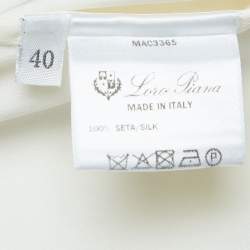 MAC3365
40
Loro Piana
MADE IN ITALY
100% SETA/SILK
P